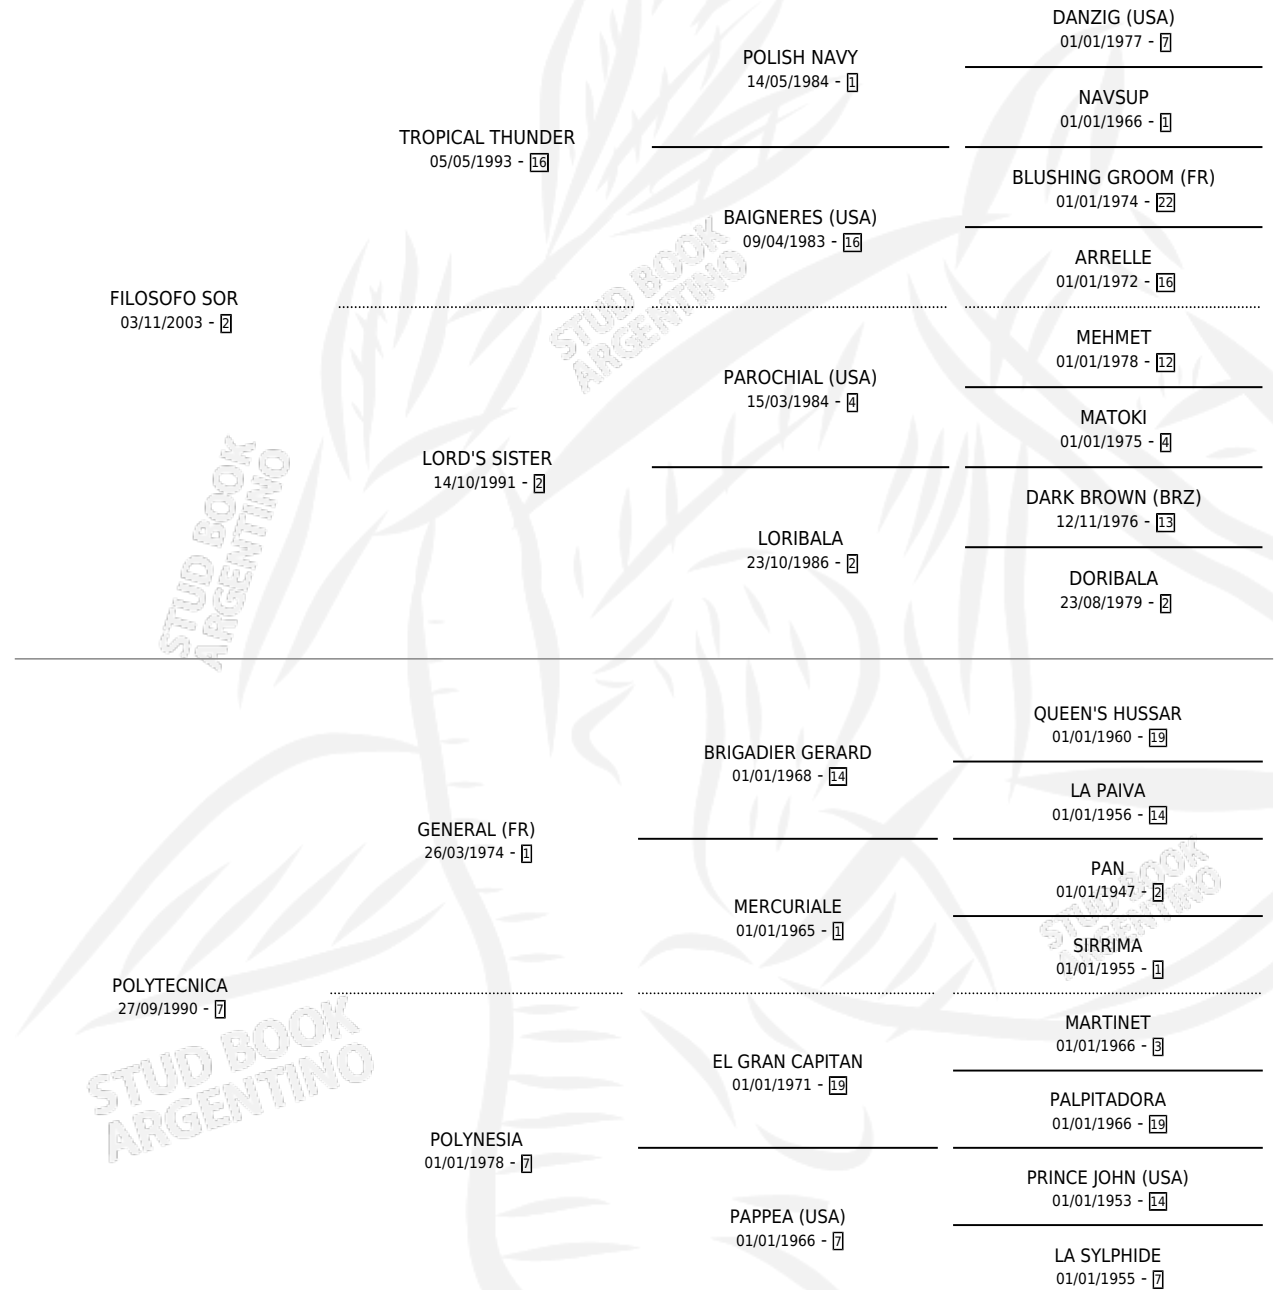 DANZIG (USA)
01/01/1977 - 7
POLISH NAVY
14/05/1984 - 1
NAVSUP
01/01/1966 - 1
TROPICAL THUNDER
05/05/1993 - 16
BLUSHING GROOM (FR)
01/01/1974 - 22
BAIGNERES (USA)
09/04/1983 - 16
ARRELLE
01/01/1972 - 16
FILOSOFO SOR
03/11/2003 - 2
MEHMET
01/01/1978 - 12
PAROCHIAL (USA)
15/03/1984 - 4
MATOKI
01/01/1975 - 4
LORD'S SISTER
14/10/1991 - 2
DARK BROWN (BRZ)
12/11/1976 - 13
LORIBALA
23/10/1986 - 2
DORIBALA
23/08/1979 - 2
QUEEN'S HUSSAR
01/01/1960 - 19
BRIGADIER GERARD
01/01/1968 - 14
LA PAIVA
01/01/1956 - 14
GENERAL (FR)
26/03/1974 - 1
PAN
01/01/1947 - 2
MERCURIALE
01/01/1965 - 1
SIRRIMA
01/01/1955 - 1
POLYTECNICA
27/09/1990 - 7
MARTINET
01/01/1966 - 3
EL GRAN CAPITAN
01/01/1971 - 19
PALPITADORA
01/01/1966 - 19
POLYNESIA
01/01/1978 - 7
PRINCE JOHN (USA)
01/01/1953 - 14
PAPPEA (USA)
01/01/1966 - 7
LA SYLPHIDE
01/01/1955 - 7
STUD BOOK
ARGENTINO
STUD BOOK
ARGENTINO
STUD BOOK
ARGENTINO
STUD BOOK
ARGENTINO